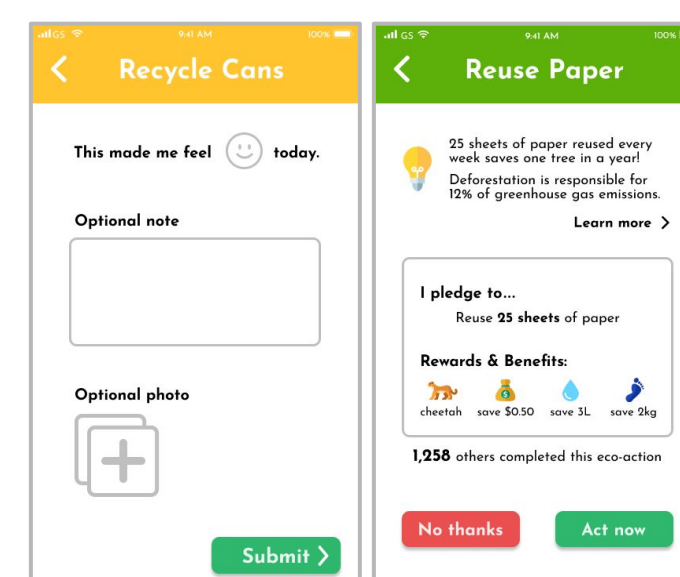 GS 9:41 AM 100%
Recycle Cans
This made me feel today.
Optional note
Optional photo
Submit
GS 9:41 AM 100%
Reuse Paper
25 sheets of paper reused every
week saves one tree in a year!
Deforestation is responsible for
12% of greenhouse gas emissions.
Learn more
I pledge to...
Reuse 25 sheets of paper
Rewards & Benefits:
cheetah save $0.50 save 3L save 2kg
1,258 others completed this eco-action
No thanks Act now